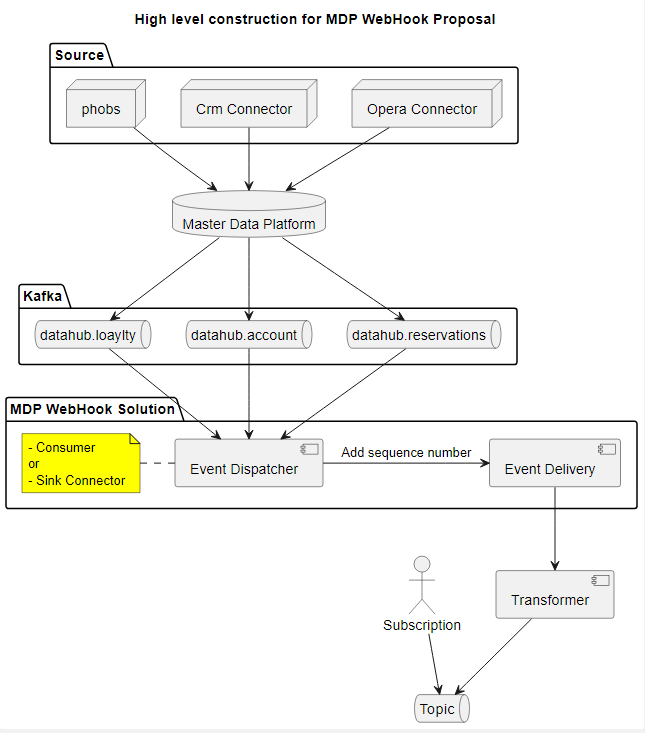 High level construction for MDP WebHook Proposal
Source
phobs
Crm Connector
Opera Connector
Master Data Platform
Kafka
datahub.loaylty
datahub.account
datahub.reservations
MDP WebHook Solution
- Consumer
or
- Sink Connector
Event Dispatcher
Add sequence number
Event Delivery
Subscription
Transformer
Topic